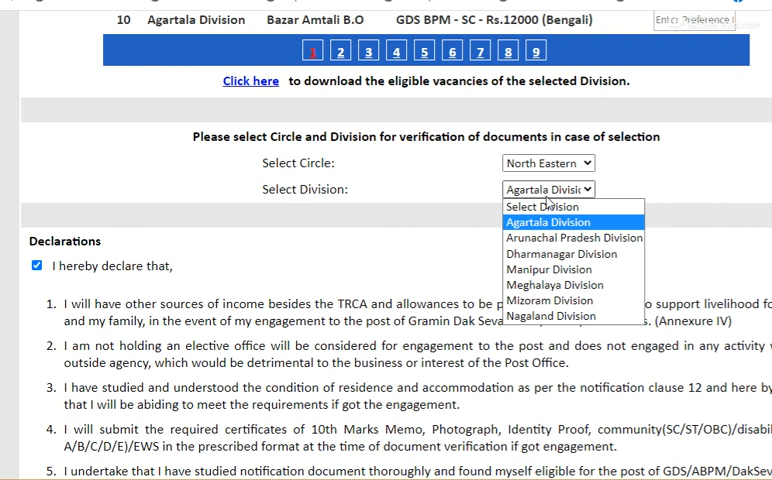 10 Agartala Division Bazar Amtali B.O GDS BPM - SC - Rs.12000 (Bengali) Enter Preference
1 2 3 4 5 6 7 8 9
Click here to download the eligible vacancies of the selected Division.
Please select Circle and Division for verification of documents in case of selection
Select Circle: North Eastern
Select Division: Agartala Divisic
Select Division
Agartala Division
Arunachal Pradesh Division
Dharmanagar Division
Manipur Division
Meghalaya Division
Mizoram Division
Nagaland Division
Declarations
I hereby declare that,
1. I will have other sources of income besides the TRCA and allowances to be p o support livelihood fo
and my family, in the event of my engagement to the post of Gramin Dak Seva s. (Annexure IV)
2. I am not holding an elective office will be considered for engagement to the post and does not engaged in any activity
outside agency, which would be detrimental to the business or interest of the Post Office.
3. I have studied and understood the condition of residence and accommodation as per the notification clause 12 and here by
that I will be abiding to meet the requirements if got the engagement.
4. I will submit the required certificates of 10th Marks Memo, Photograph, Identity Proof, community(SC/ST/OBC)/disabi
A/B/C/D/E)/EWS in the prescribed format at the time of document verification if got engagement.
5. I undertake that I have studied notification document thoroughly and found myself eligible for the post of GDS/ABPM/DakSev